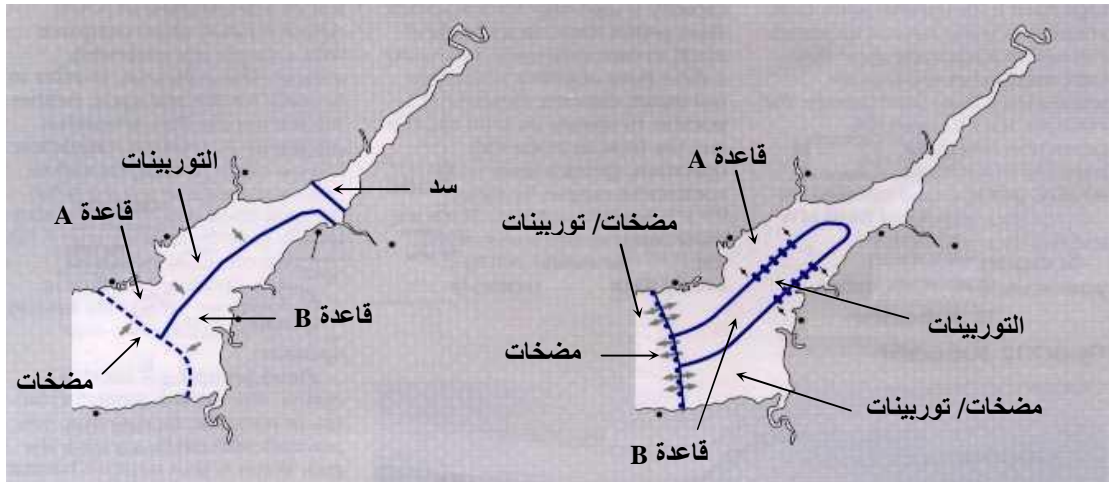 التوربينات
قاعدة A
سد
قاعدة B
مضخات
قاعدة A
مضخات/ توربينات
التوربينات
مضخات
مضخات/ توربينات
قاعدة B